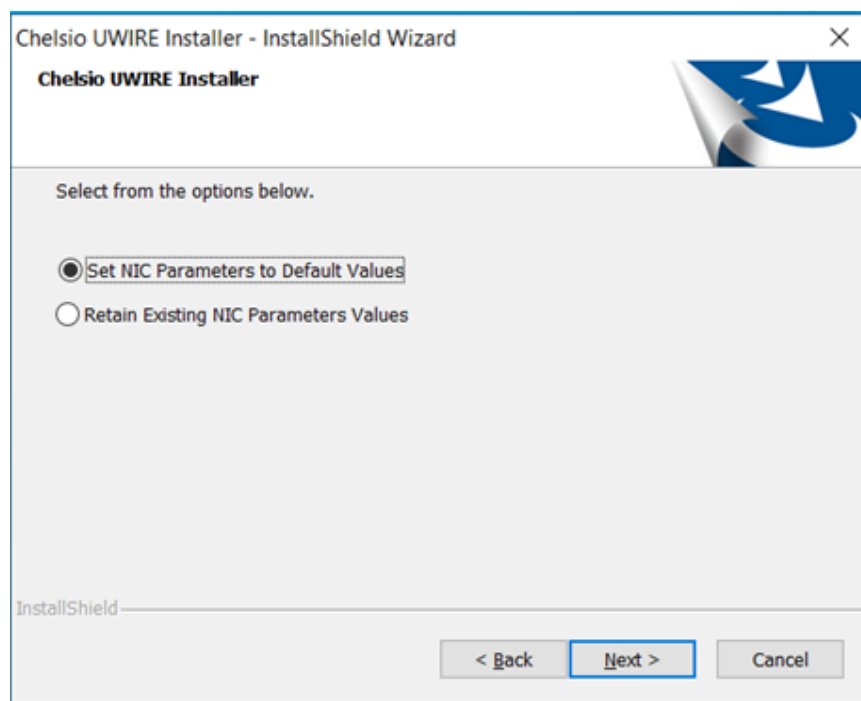 Chelsio UWIRE Installer - InstallShield Wizard
Chelsio UWIRE Installer
Select from the options below.
Set NIC Parameters to Default Values
Retain Existing NIC Parameters Values
InstallShield
< Back Next > Cancel